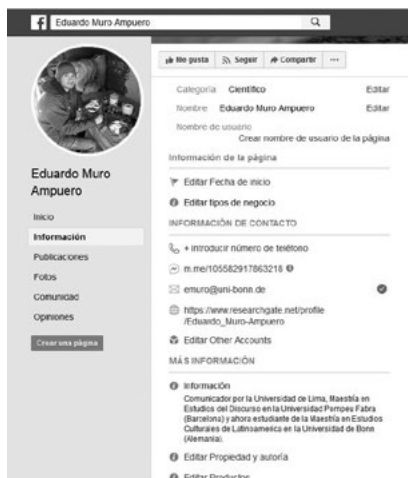 Eduardo Muro Ampuero
Me gusta Seguir Compartir ...
Categoría Científico Editar
Nombre Eduardo Muro Ampuero Editar
Nombre de usuario
Crear nombre de usuario de la página
Información de la página
Editar Fecha de inicio
Editar tipos de negocio
INFORMACIÓN DE CONTACTO
+ introducir número de teléfono
m.me/105582917863218
emuro@uni-bonn.de
https://www.researchgate.net/profile
/Eduardo_Muro-Ampuero
Editar Other Accounts
MÁS INFORMACIÓN
Información
Comunicador por la Universidad de Lima, Maestría en
Estudios del Discurso en la Universidad Pompeu Fabra
(Barcelona) y ahora estudiante de la Maestría en Estudios
Culturales de Latinoamerica en la Universidad de Bonn
(Alemania).
Editar Propiedad y autoría
Editar Productos
Eduardo Muro
Ampuero
Inicio
Información
Publicaciones
Fotos
Comunidad
Opiniones
Crear una página